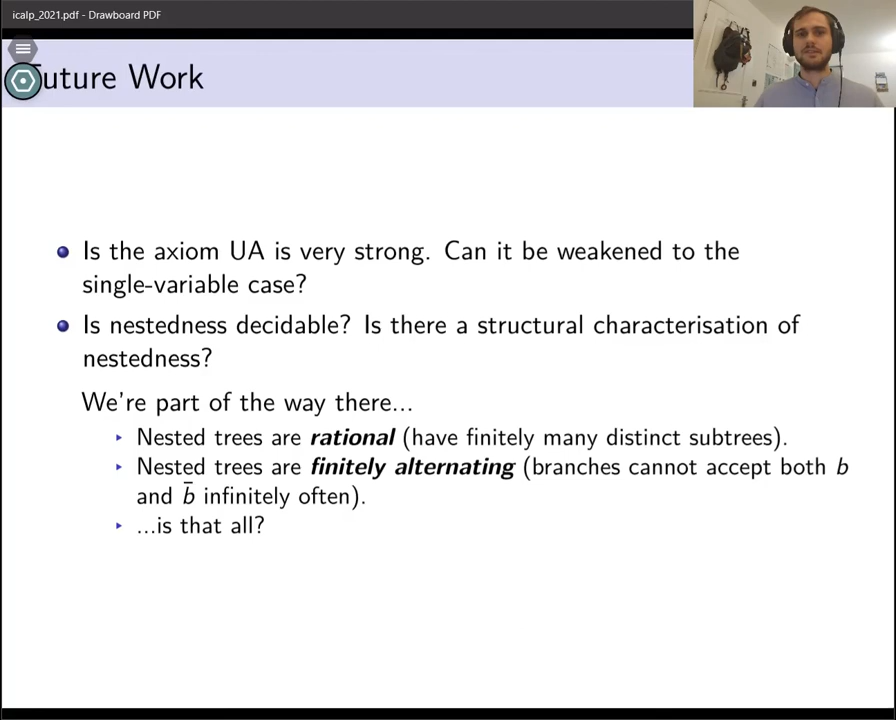 icalp_2021.pdf - Drawboard PDF
uture Work
Is the axiom UA is very strong. Can it be weakened to the
single-variable case?
Is nestedness decidable? Is there a structural characterisation of
nestedness?
We're part of the way there...
Nested trees are rational (have finitely many distinct subtrees).
Nested trees are finitely alternating (branches cannot accept both b
and b̄ infinitely often).
...is that all?